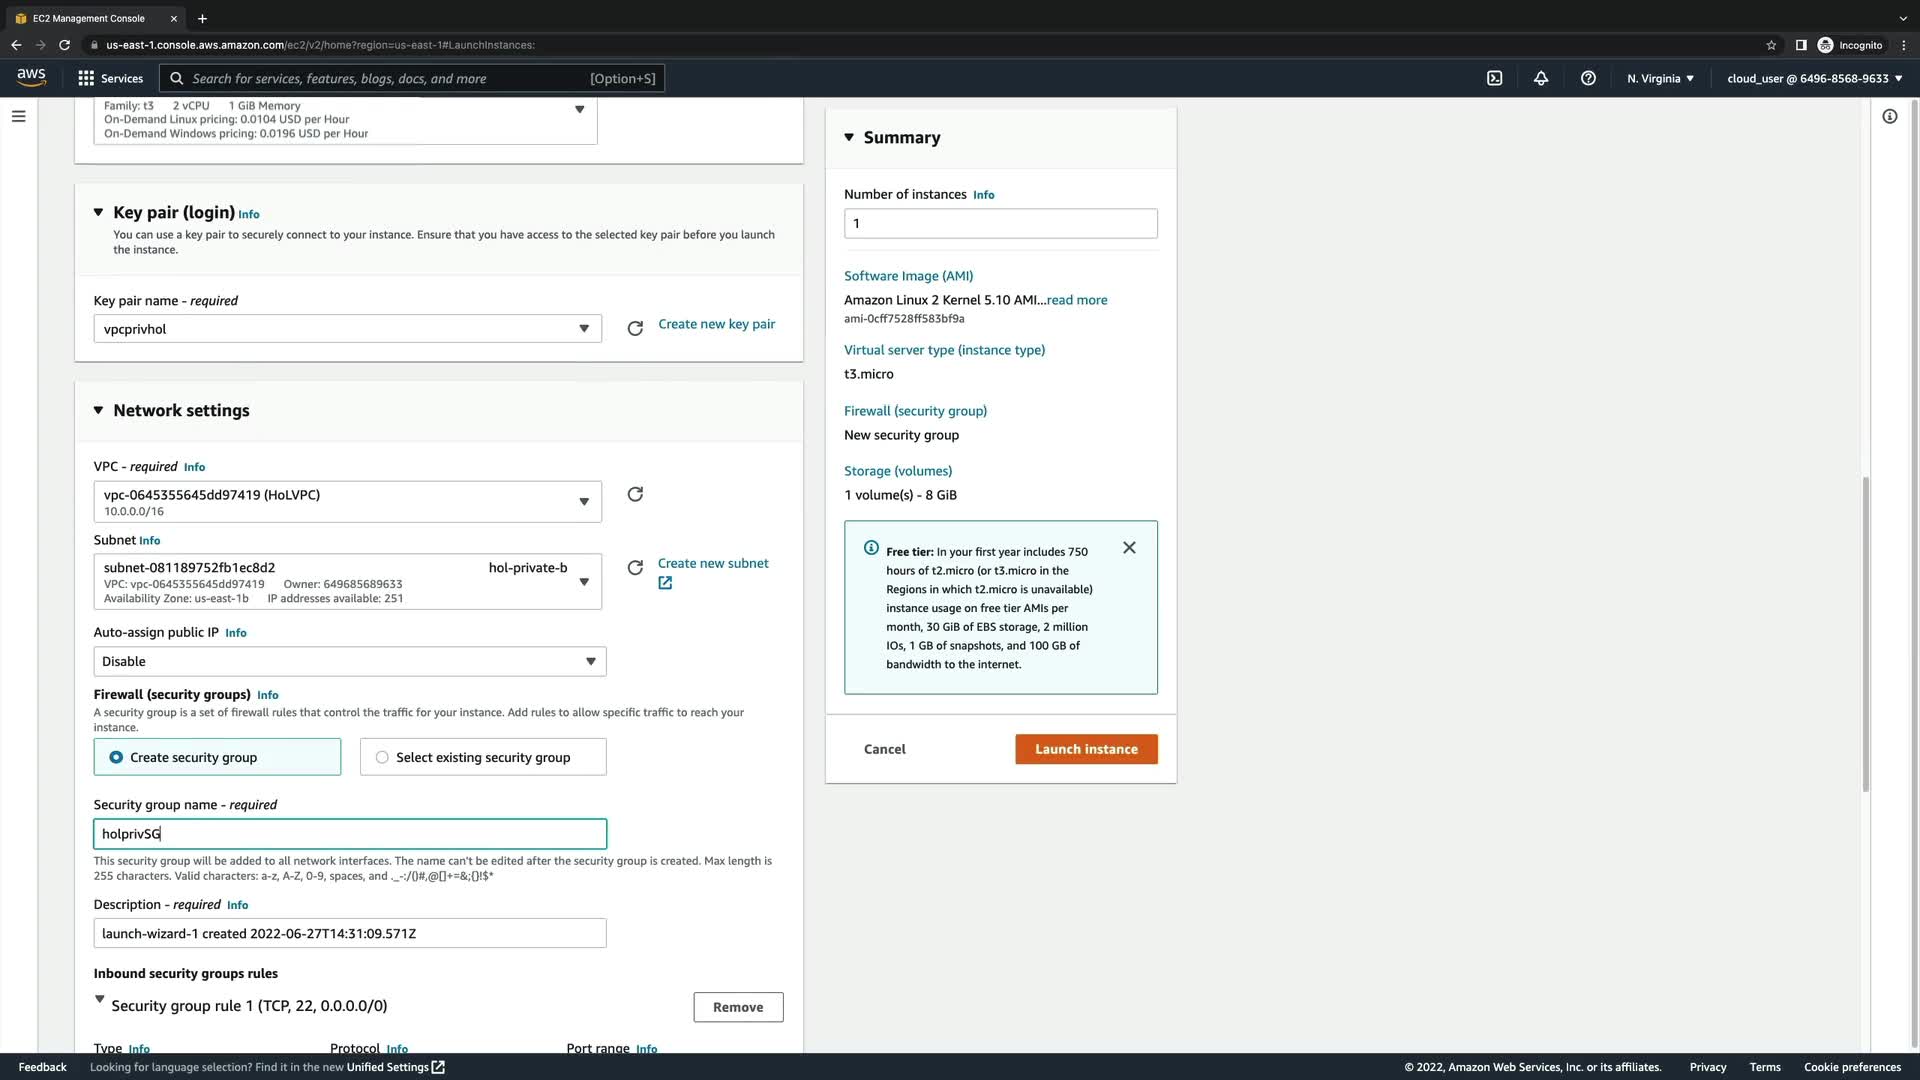 EC2 Management Console
us-east-1.console.aws.amazon.com/ec2/v2/home?region=us-east-1#LaunchInstances:
Incognito
aws
Services
Search for services, features, blogs, docs, and more
[Option+S]
N. Virginia
cloud_user @ 6496-8568-9633
Family: t3 2 vCPU 1 GiB Memory
On-Demand Linux pricing: 0.0104 USD per Hour
On-Demand Windows pricing: 0.0196 USD per Hour
Key pair (login) Info
You can use a key pair to securely connect to your instance. Ensure that you have access to the selected key pair before you launch
the instance.
Key pair name - required
vpcprivhol
Create new key pair
Network settings
VPC - required Info
vpc-0645355645dd97419 (HoLVPC)
10.0.0.0/16
Subnet Info
subnet-081189752fb1ec8d2 hol-private-b
VPC: vpc-0645355645dd97419 Owner: 649685689633
Availability Zone: us-east-1b IP addresses available: 251
Create new subnet
Auto-assign public IP Info
Disable
Firewall (security groups) Info
A security group is a set of firewall rules that control the traffic for your instance. Add rules to allow specific traffic to reach your
instance.
Create security group
Select existing security group
Security group name - required
holprivSG
This security group will be added to all network interfaces. The name can't be edited after the security group is created. Max length is
255 characters. Valid characters: a-z, A-Z, 0-9, spaces, and ._-:/()#,@[]+=&;{}!$*
Description - required Info
launch-wizard-1 created 2022-06-27T14:31:09.571Z
Inbound security groups rules
Security group rule 1 (TCP, 22, 0.0.0.0/0)
Remove
Type Info Protocol Info Port range Info
Summary
Number of instances Info
1
Software Image (AMI)
Amazon Linux 2 Kernel 5.10 AMI...read more
ami-0cff7528ff583bf9a
Virtual server type (instance type)
t3.micro
Firewall (security group)
New security group
Storage (volumes)
1 volume(s) - 8 GiB
Free tier: In your first year includes 750
hours of t2.micro (or t3.micro in the
Regions in which t2.micro is unavailable)
instance usage on free tier AMIs per
month, 30 GiB of EBS storage, 2 million
IOs, 1 GB of snapshots, and 100 GB of
bandwidth to the internet.
Cancel
Launch instance
Feedback
Looking for language selection? Find it in the new Unified Settings
© 2022, Amazon Web Services, Inc. or its affiliates.
Privacy
Terms
Cookie preferences